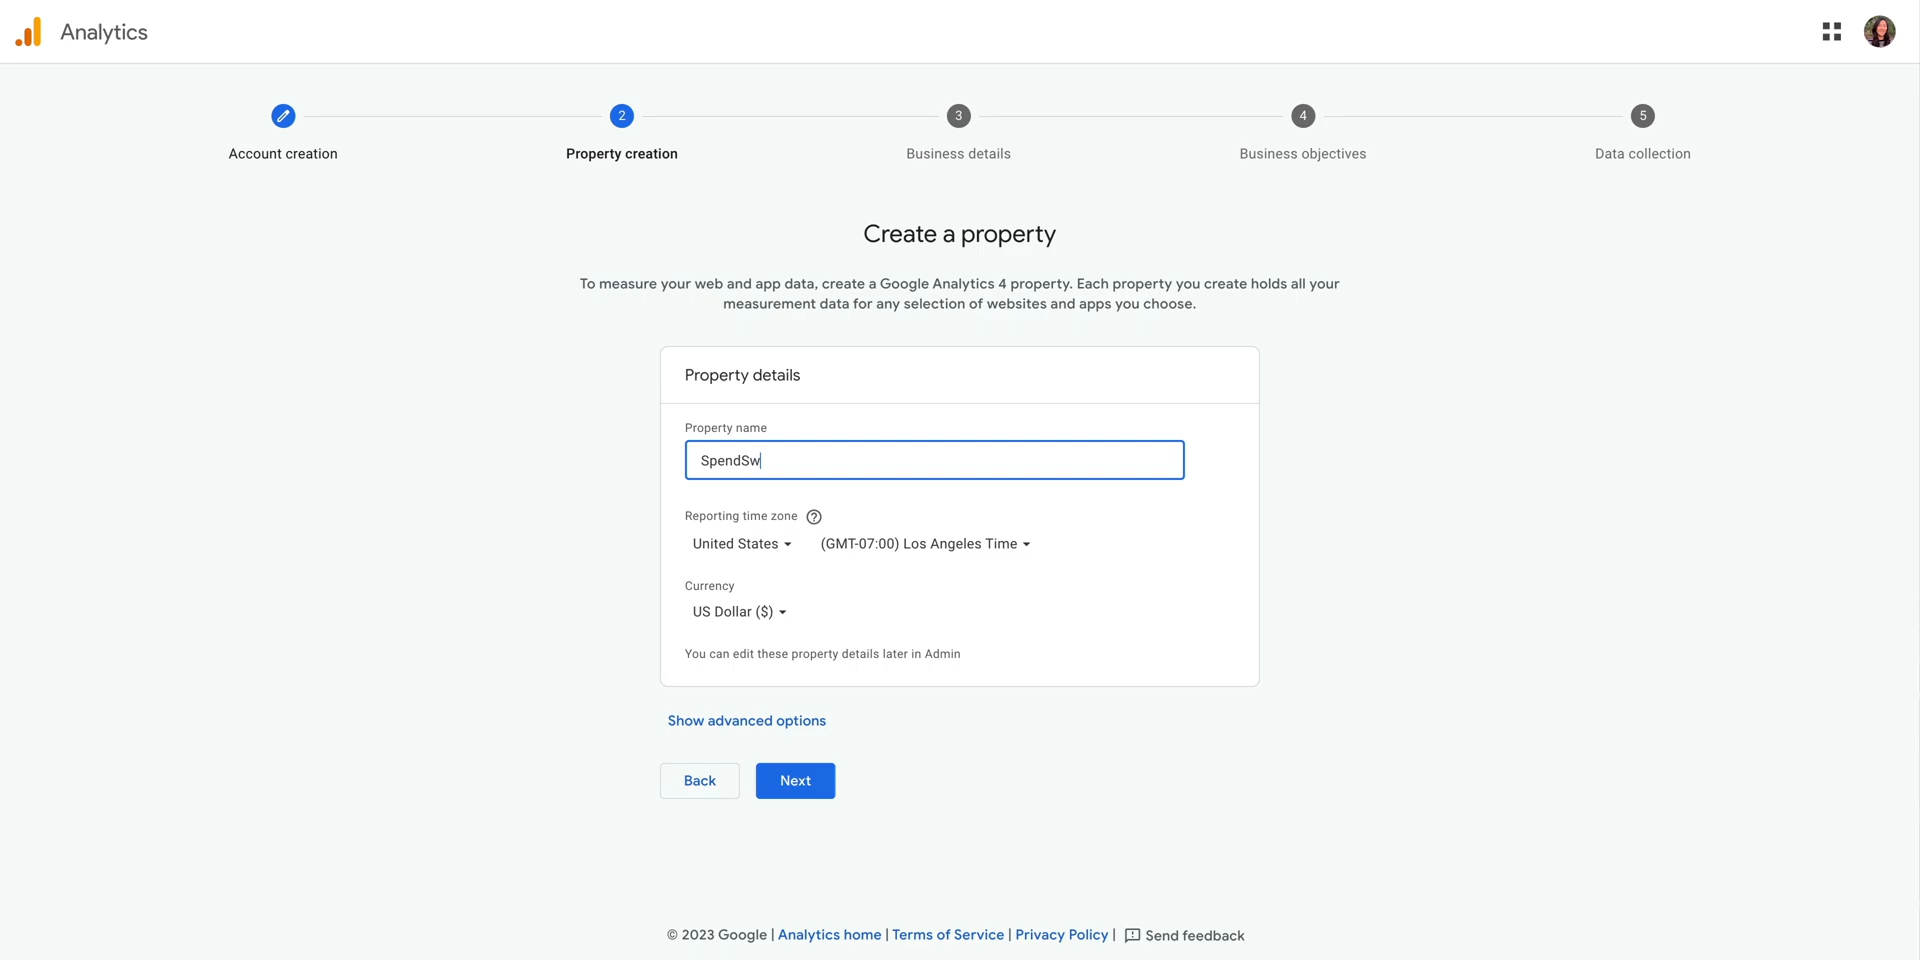 Analytics
2
3
4
5
Account creation
Property creation
Business details
Business objectives
Data collection
Create a property
To measure your web and app data, create a Google Analytics 4 property. Each property you create holds all your
measurement data for any selection of websites and apps you choose.
Property details
Property name
SpendSw
Reporting time zone ?
United States
(GMT-07:00) Los Angeles Time
Currency
US Dollar ($)
You can edit these property details later in Admin
Show advanced options
Back
Next
© 2023 Google | Analytics home | Terms of Service | Privacy Policy | Send feedback